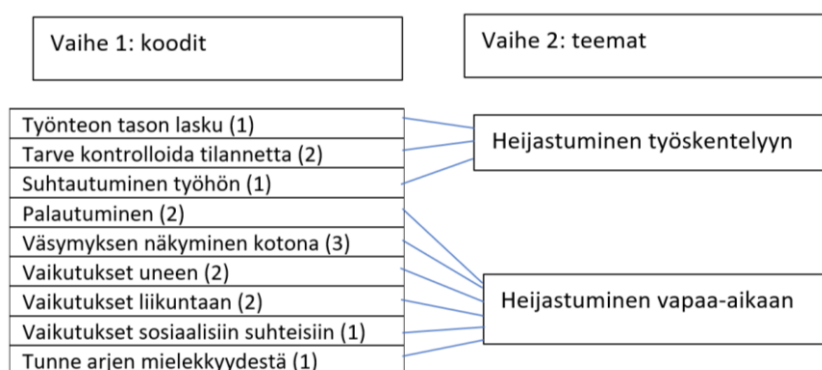 Vaihe 1: koodit
Vaihe 2: teemat
Työnteon tason lasku (1)
Tarve kontrolloida tilannetta (2)
Suhtautuminen työhön (1)
Palautuminen (2)
Väsymyksen näkyminen kotona (3)
Vaikutukset uneen (2)
Vaikutukset liikuntaan (2)
Vaikutukset sosiaalisiin suhteisiin (1)
Tunne arjen mielekkyydestä (1)
Heijastuminen työskentelyyn
Heijastuminen vapaa-aikaan